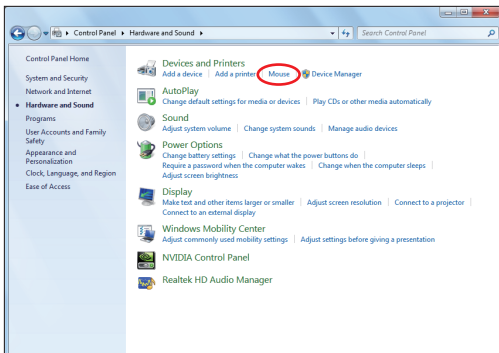 Control Panel ▸ Hardware and Sound ▸
Search Control Panel
Control Panel Home
System and Security
Network and Internet
Hardware and Sound
Programs
User Accounts and Family
Safety
Appearance and
Personalization
Clock, Language, and Region
Ease of Access
Devices and Printers
Add a device | Add a printer | Mouse | Device Manager
AutoPlay
Change default settings for media or devices | Play CDs or other media automatically
Sound
Adjust system volume | Change system sounds | Manage audio devices
Power Options
Change battery settings | Change what the power buttons do |
Require a password when the computer wakes | Change when the computer sleeps |
Adjust screen brightness
Display
Make text and other items larger or smaller | Adjust screen resolution | Connect to a projector |
Connect to an external display
Windows Mobility Center
Adjust commonly used mobility settings | Adjust settings before giving a presentation
NVIDIA Control Panel
Realtek HD Audio Manager